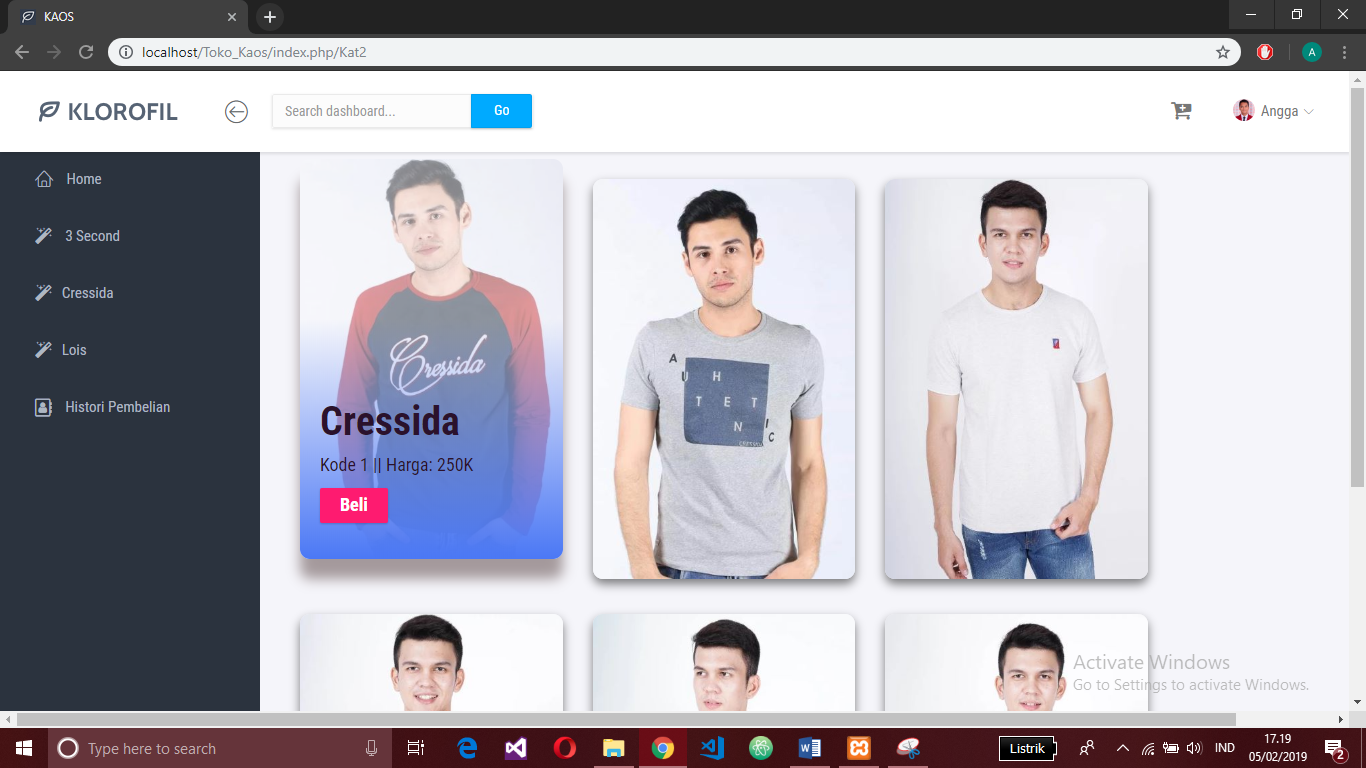 KAOS
localhost/Toko_Kaos/index.php/Kat2
A
KLOROFIL
Search dashboard...
Go
Angga
Home
3 Second
Cressida
Lois
Histori Pembelian
Cressida
Cressida
Kode 1 || Harga: 250K
Beli
A
U H
T E T
N I
C
Activate Windows
Go to Settings to activate Windows.
Type here to search
Listrik
IND
17.19
05/02/2019
2